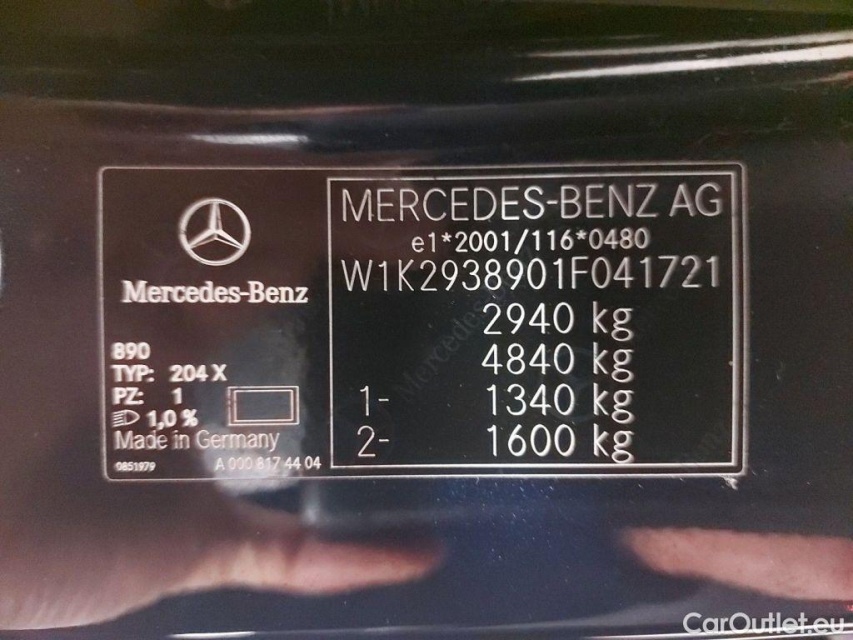 Mercedes-Benz
890
TYP: 204 X
PZ: 1
1,0 %
Made in Germany
0851979
A 000 817 44 04
MERCEDES-BENZ AG
e1*2001/116*0480
W1K2938901F041721
2940 kg
4840 kg
1- 1340 kg
2- 1600 kg
CarOutlet.eu